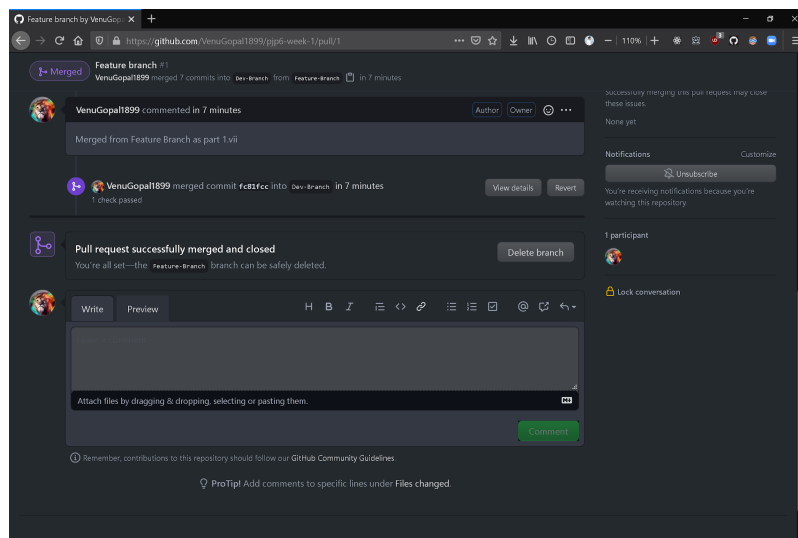 Feature branch by VenuGopa
https://github.com/VenuGopal1899/pjp6-week-1/pull/1
110%
3
Merged
Feature branch #1
VenuGopal1899 merged 7 commits into Dev-Branch from Feature-Branch in 7 minutes
Successfully merging this pull request may close
these issues.
None yet
VenuGopal1899 commented in 7 minutes
Author
Owner
Merged from Feature Branch as part 1.vii
Notifications
Customize
Unsubscribe
You're receiving notifications because you're
watching this repository
VenuGopal1899 merged commit fc81fcc into Dev-Branch in 7 minutes
1 check passed
View details
Revert
1 participant
Pull request successfully merged and closed
You're all set—the Feature-Branch branch can be safely deleted.
Delete branch
Lock conversation
Write
Preview
H B I
Attach files by dragging & dropping, selecting or pasting them.
Comment
Remember, contributions to this repository should follow our GitHub Community Guidelines.
ProTip! Add comments to specific lines under Files changed.